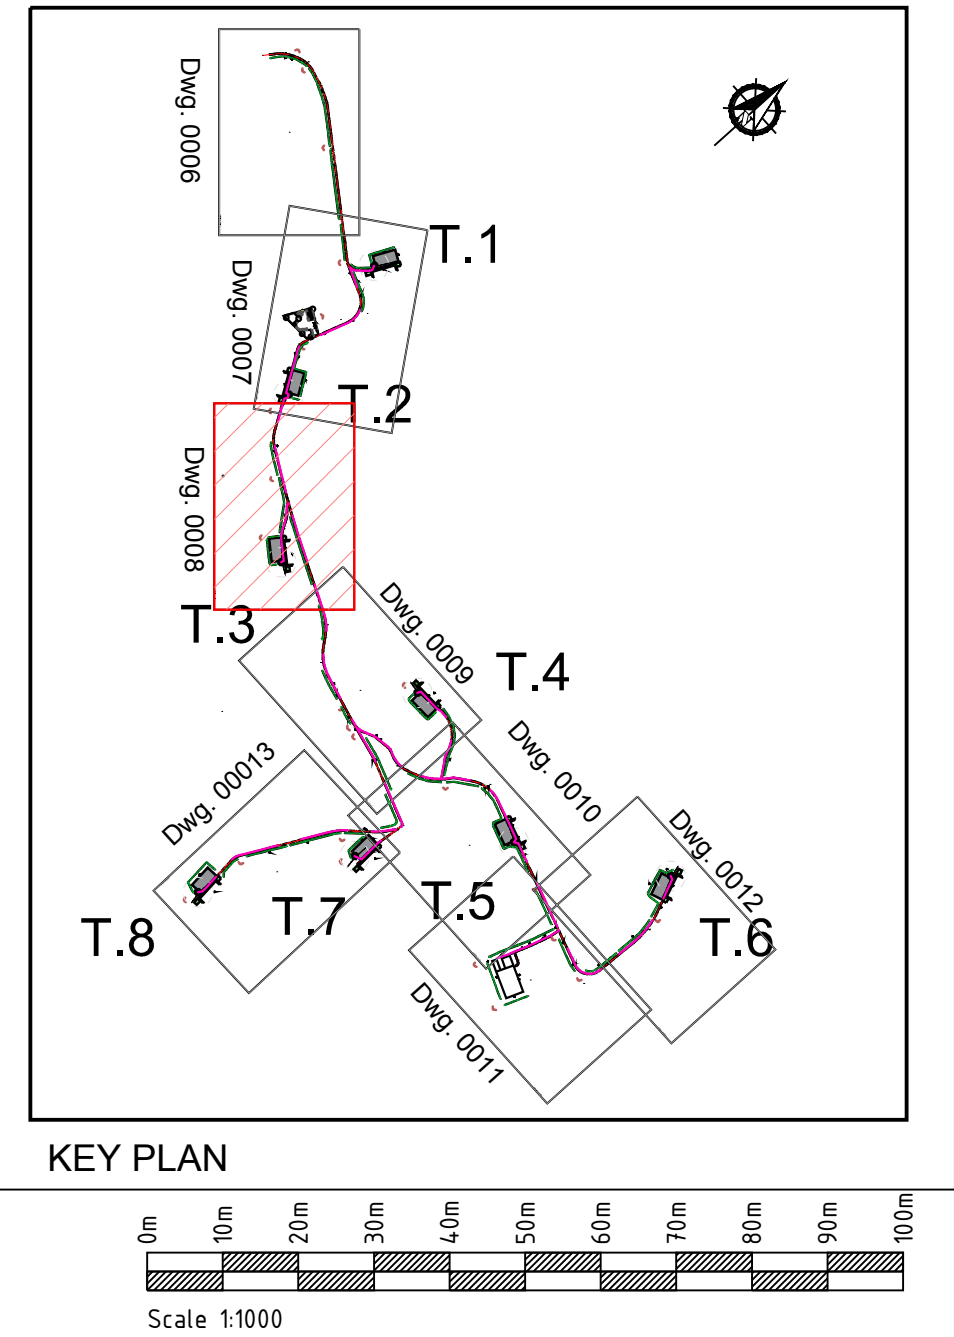 Dwg. 0006
T.1
Dwg. 0007
T.2
Dwg. 0008
T.3
Dwg. 0009
T.4
Dwg. 0010
Dwg. 00013
Dwg. 0012
T.5
T.6
T.7
T.8
Dwg. 0011
KEY PLAN
0m 10m 20m 30m 40m 50m 60m 70m 80m 90m 100m
Scale 1:1000